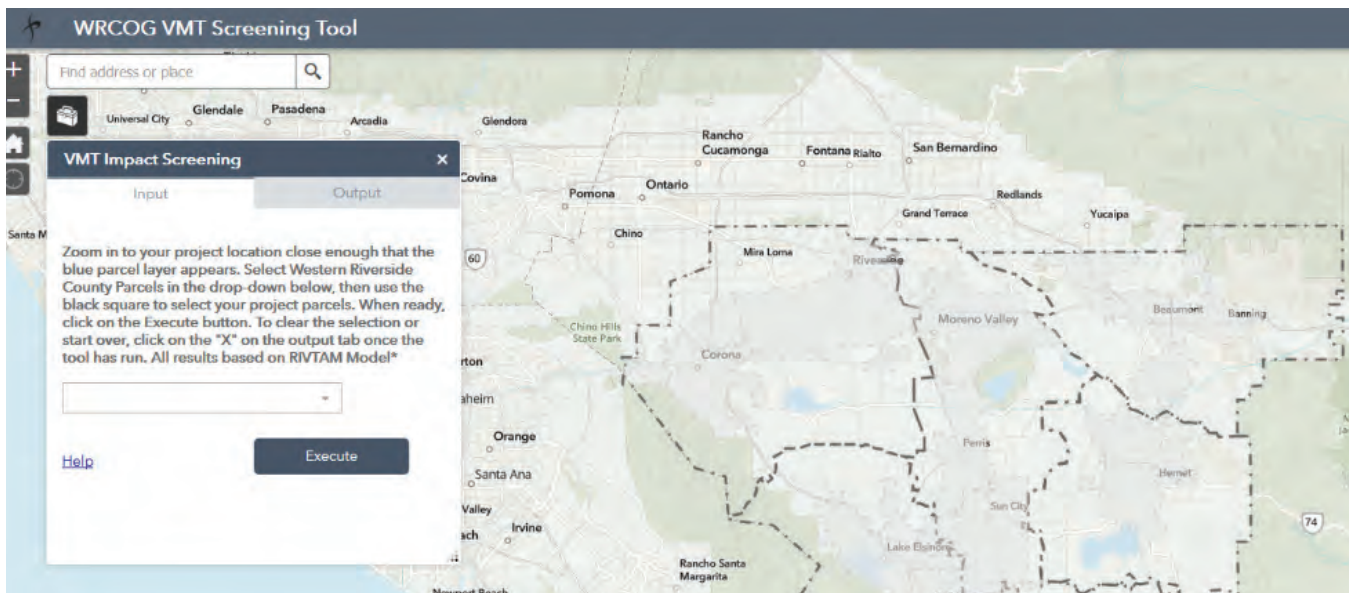 WRCOG VMT Screening Tool
Find address or place
Universal City
Glendale
Pasadena
Arcadia
Glendora
Rancho
Cucamonga
Fontana
Rialto
San Bernardino
VMT Impact Screening
×
Input
Output
Covina
Pomona
Ontario
Redlands
Grand Terrace
Yucaipa
Santa M
Chino
60
Mira Loma
Zoom in to your project location close enough that the
blue parcel layer appears. Select Western Riverside
County Parcels in the drop-down below, then use the
black square to select your project parcels. When ready,
click on the Execute button. To clear the selection or
start over, click on the "X" on the output tab once the
tool has run. All results based on RIVTAM Model*
Chino Hills
State Park
Moreno Valley
Beaumont
Banning
Corona
rton
aheim
Orange
Help
Execute
Santa Ana
Perris
Hemet
Valley
Sun City
74
ach
Irvine
Lake Elsinore
Rancho Santa
Margarita
Newport Beach